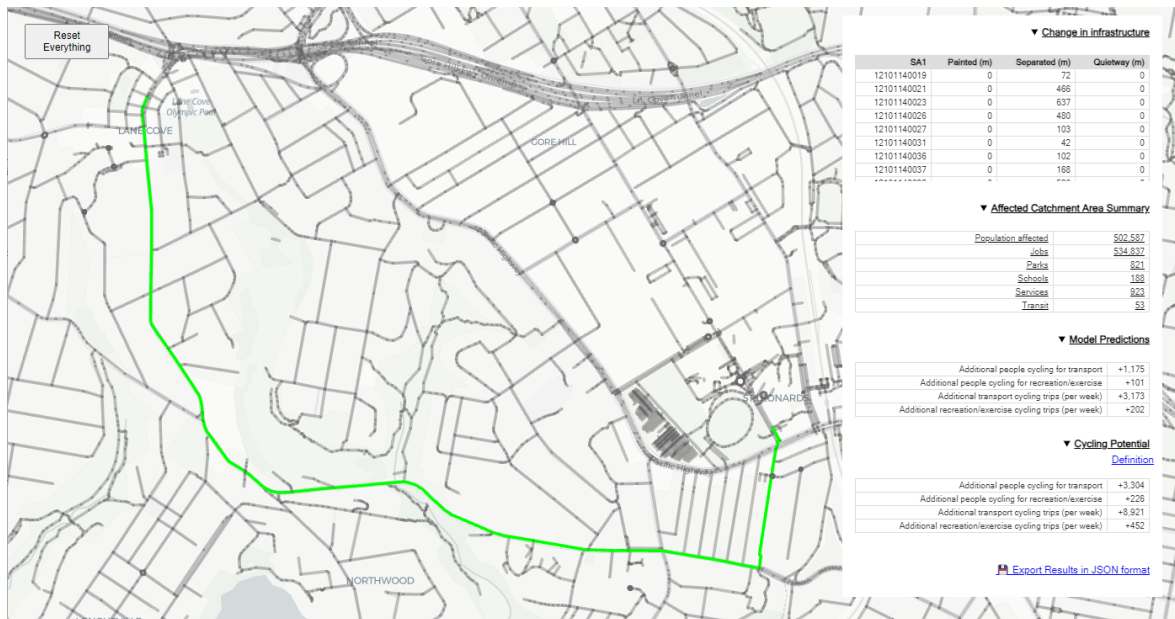 Reset
Everything
Lane Cove
Olympic Pool
LANE COVE
GORE HILL
Pacific Highway
ST LEONARDS
Pacific Highway
NORTHWOOD
▼ Change in infrastructure
SA1 Painted (m) Separated (m) Quietway (m)
12101140019 0 72 0
12101140021 0 466 0
12101140023 0 637 0
12101140026 0 480 0
12101140027 0 103 0
12101140031 0 42 0
12101140036 0 102 0
12101140037 0 168 0
▼ Affected Catchment Area Summary
Population affected 502,587
Jobs 534,837
Parks 821
Schools 188
Services 923
Transit 53
▼ Model Predictions
Additional people cycling for transport +1,175
Additional people cycling for recreation/exercise +101
Additional transport cycling trips (per week) +3,173
Additional recreation/exercise cycling trips (per week) +202
▼ Cycling Potential
Definition
Additional people cycling for transport +3,304
Additional people cycling for recreation/exercise +226
Additional transport cycling trips (per week) +8,921
Additional recreation/exercise cycling trips (per week) +452
Export Results in JSON format